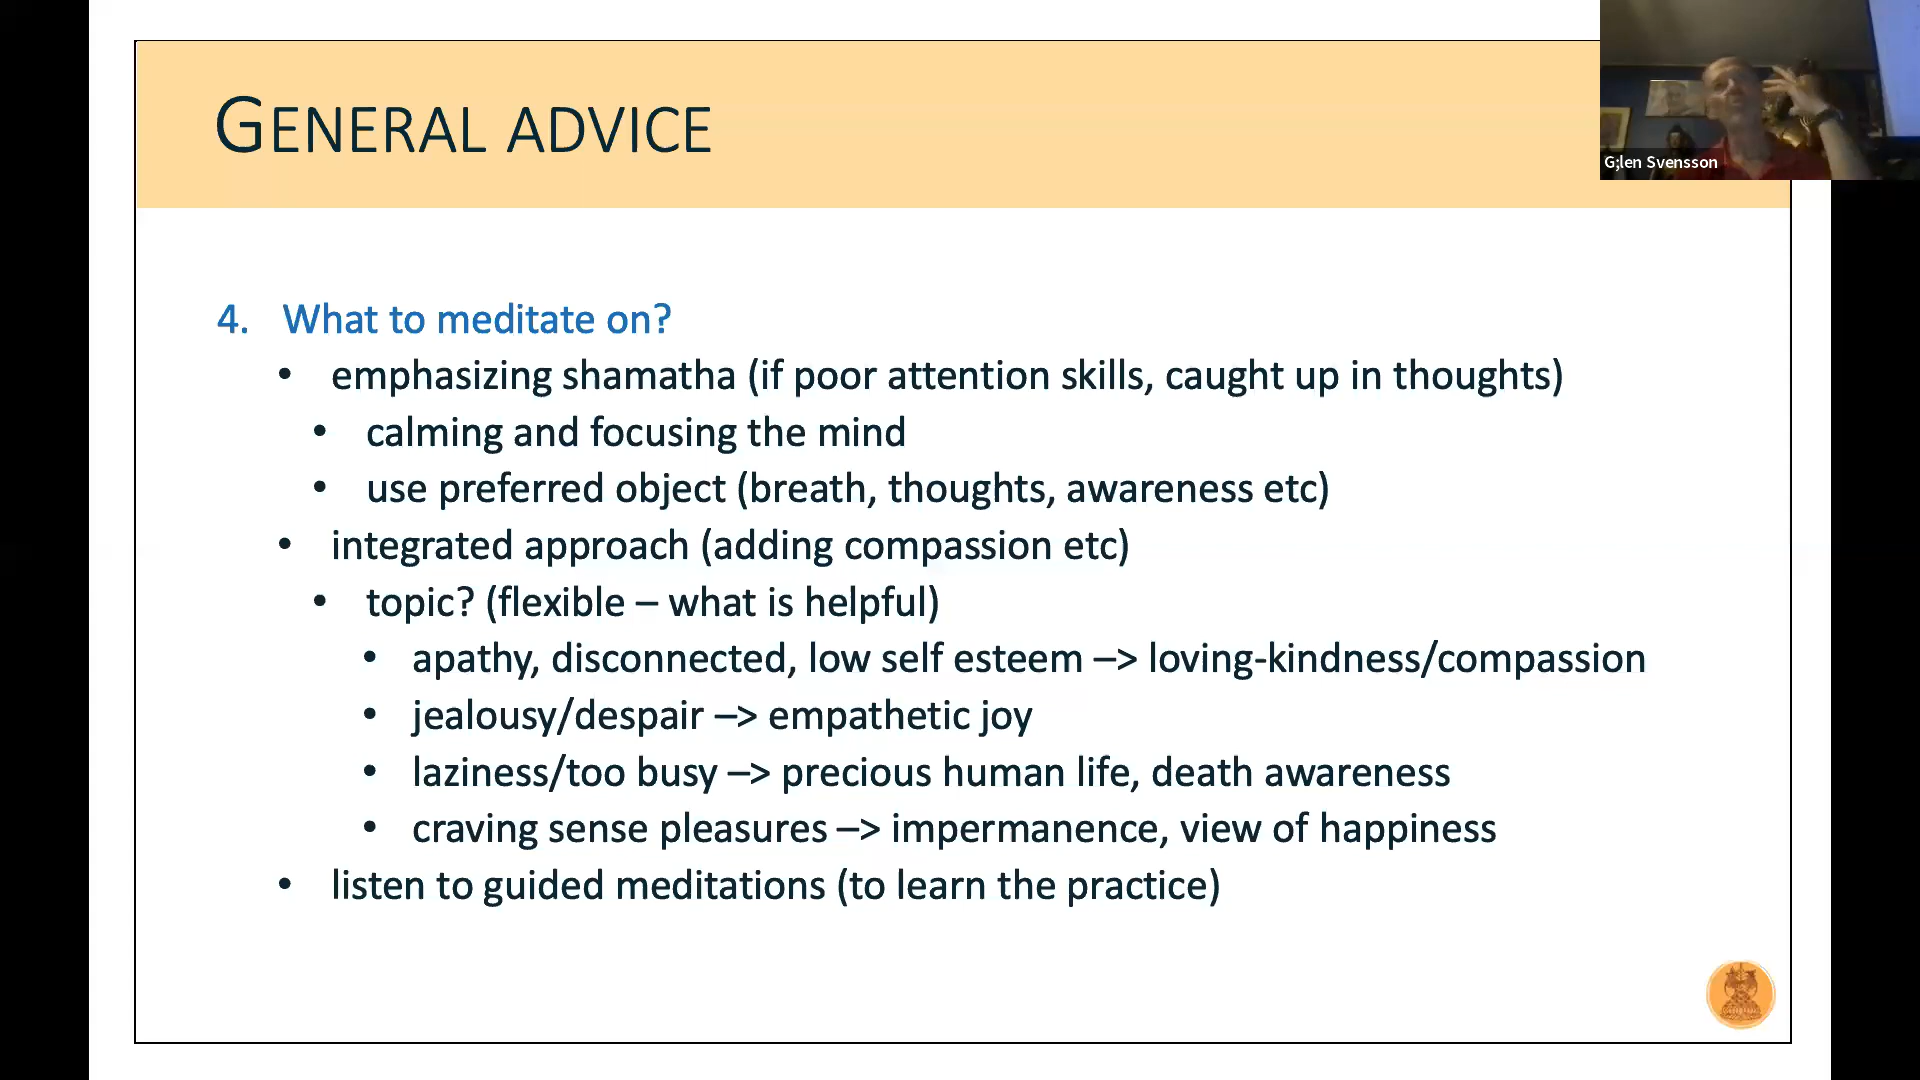 GENERAL ADVICE
G;len Svensson
4. What to meditate on?
• emphasizing shamatha (if poor attention skills, caught up in thoughts)
• calming and focusing the mind
• use preferred object (breath, thoughts, awareness etc)
• integrated approach (adding compassion etc)
• topic? (flexible – what is helpful)
• apathy, disconnected, low self esteem –> loving-kindness/compassion
• jealousy/despair –> empathetic joy
• laziness/too busy –> precious human life, death awareness
• craving sense pleasures –> impermanence, view of happiness
• listen to guided meditations (to learn the practice)